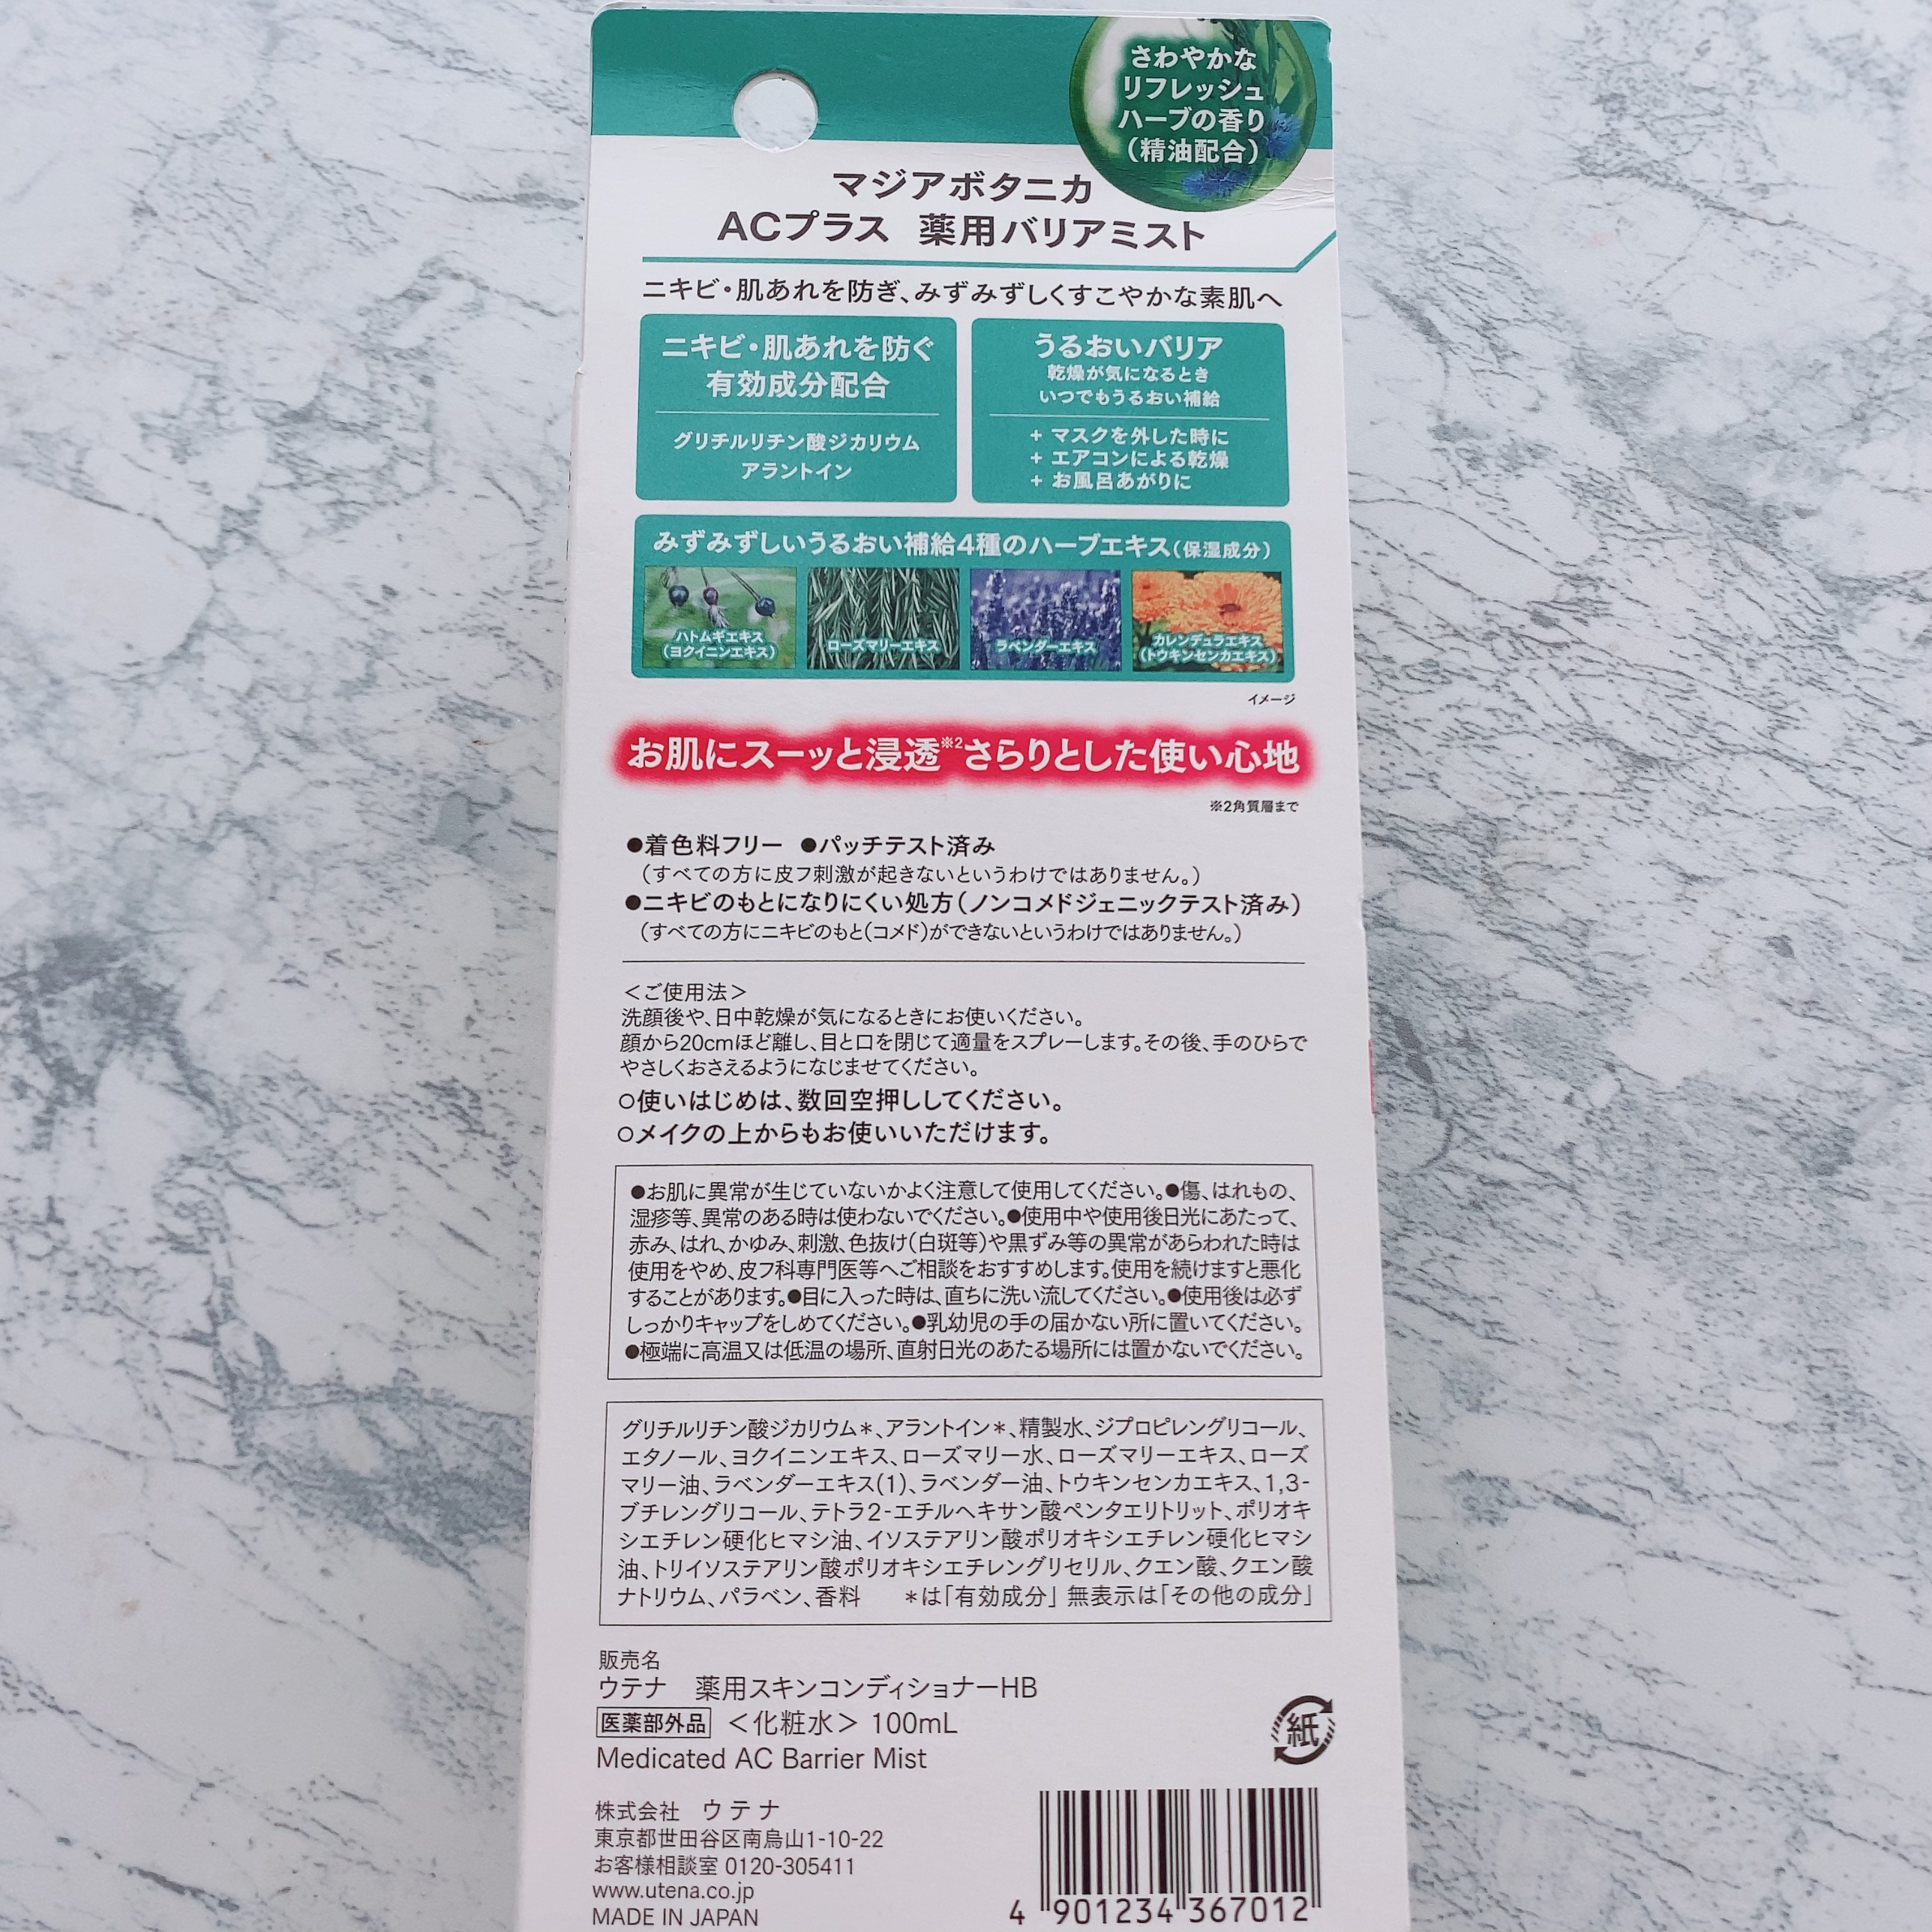 さわやかな
リフレッシュ
ハーブの香り
（精油配合）
マジアボタニカ
ACプラス 薬用バリアミスト
ニキビ・肌あれを防ぎ、みずみずしくすこやかな素肌へ
ニキビ・肌あれを防ぐ
有効成分配合
グリチルリチン酸ジカリウム
アラントイン
うるおいバリア
乾燥が気になるとき
いつでもうるおい補給
+ マスクを外した時に
+ エアコンによる乾燥
+ お風呂あがりに
みずみずしいうるおい補給4種のハーブエキス（保湿成分）
ハトムギエキス
（ヨクイニンエキス）
ローズマリーエキス
ラベンダーエキス
カレンデュラエキス
（トウキンセンカエキス）
イメージ
お肌にスーッと浸透※2さらりとした使い心地
※2角質層まで
●着色料フリー ●パッチテスト済み
（すべての方に皮フ刺激が起きないというわけではありません。）
●ニキビのもとになりにくい処方（ノンコメドジェニックテスト済み）
（すべての方にニキビのもと（コメド）ができないというわけではありません。）
＜ご使用法＞
洗顔後や、日中乾燥が気になるときにお使いください。
顔から20cmほど離し、目と口を閉じて適量をスプレーします。その後、手のひらで
やさしくおさえるようになじませてください。
○使いはじめは、数回空押ししてください。
○メイクの上からもお使いいただけます。
●お肌に異常が生じていないかよく注意して使用してください。●傷、はれもの、
湿疹等、異常のある時は使わないでください。●使用中や使用後日光にあたって、
赤み、はれ、かゆみ、刺激、色抜け（白斑等）や黒ずみ等の異常があらわれた時は
使用をやめ、皮フ科専門医等へご相談をおすすめします。使用を続けますと悪化
することがあります。●目に入った時は、直ちに洗い流してください。●使用後は必ず
しっかりキャップをしめてください。●乳幼児の手の届かない所に置いてください。
●極端に高温又は低温の場所、直射日光のあたる場所には置かないでください。
グリチルリチン酸ジカリウム＊、アラントイン＊、精製水、ジプロピレングリコール、
エタノール、ヨクイニンエキス、ローズマリー水、ローズマリーエキス、ローズ
マリー油、ラベンダーエキス(1)、ラベンダー油、トウキンセンカエキス、1,3-
ブチレングリコール、テトラ2-エチルヘキサン酸ペンタエリトリット、ポリオキ
シエチレン硬化ヒマシ油、イソステアリン酸ポリオキシエチレン硬化ヒマシ
油、トリイソステアリン酸ポリオキシエチレングリセリル、クエン酸、クエン酸
ナトリウム、パラベン、香料 ＊は「有効成分」 無表示は「その他の成分」
販売名
ウテナ 薬用スキンコンディショナーHB
医薬部外品 ＜化粧水＞ 100mL
Medicated AC Barrier Mist
紙
株式会社 ウテナ
東京都世田谷区南烏山1-10-22
お客様相談室 0120-305411
www.utena.co.jp
MADE IN JAPAN
4 901234 367012